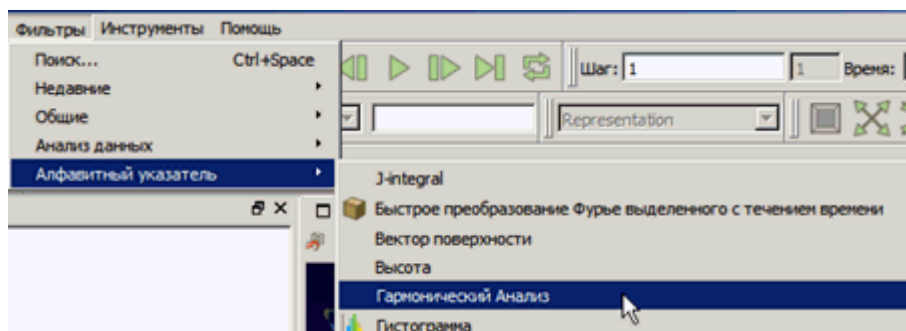 Фильтры Инструменты Помощь
Поиск... Ctrl+Space
Недавние
Общие
Анализ данных
Алфавитный указатель
Шаг: 1 1 Время:
Representation
J-integral
Быстрое преобразование Фурье выделенного с течением времени
Вектор поверхности
Высота
Гармонический Анализ
Гистограмма